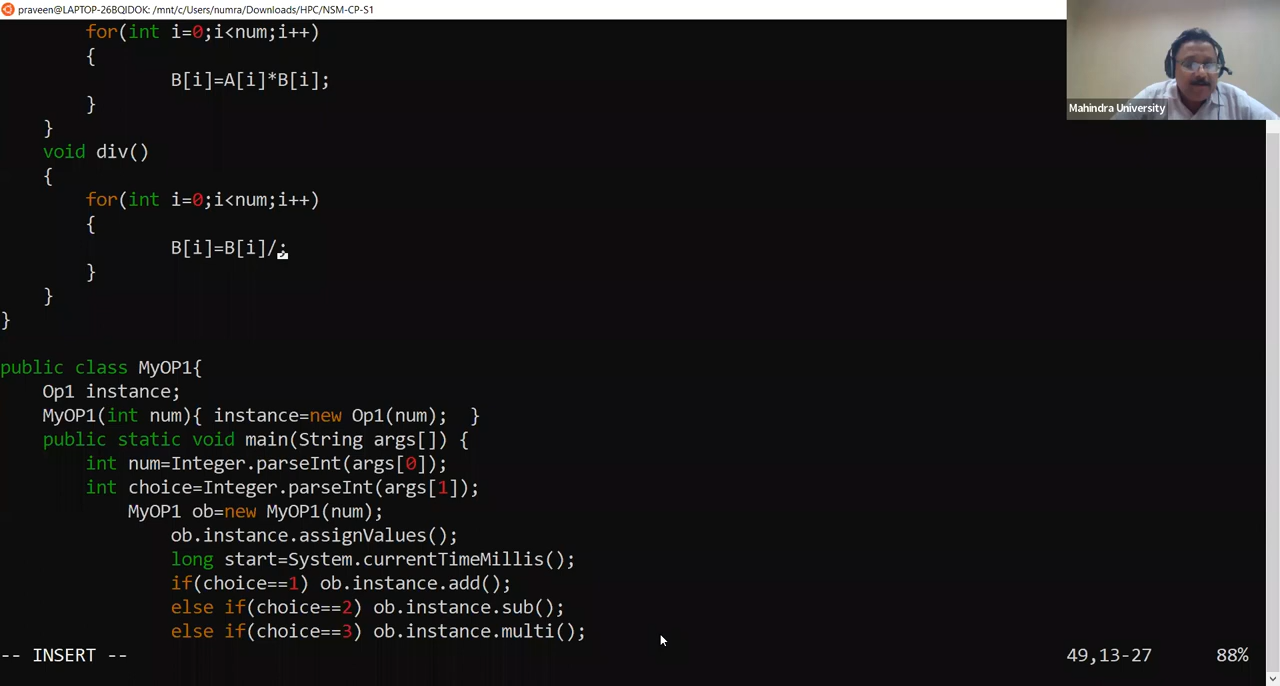 praveen@LAPTOP-26BQIDOK: /mnt/c/Users/numra/Downloads/HPC/NSM-CP-S1
for(int i=0;i<num;i++)
{
B[i]=A[i]*B[i];
}
}
void div()
{
for(int i=0;i<num;i++)
{
B[i]=B[i]/;
}
}
}
public class MyOP1{
Op1 instance;
MyOP1(int num){ instance=new Op1(num);  }
public static void main(String args[]) {
int num=Integer.parseInt(args[0]);
int choice=Integer.parseInt(args[1]);
MyOP1 ob=new MyOP1(num);
ob.instance.assignValues();
long start=System.currentTimeMillis();
if(choice==1) ob.instance.add();
else if(choice==2) ob.instance.sub();
else if(choice==3) ob.instance.multi();
-- INSERT -- 49,13-27 88%
Mahindra University